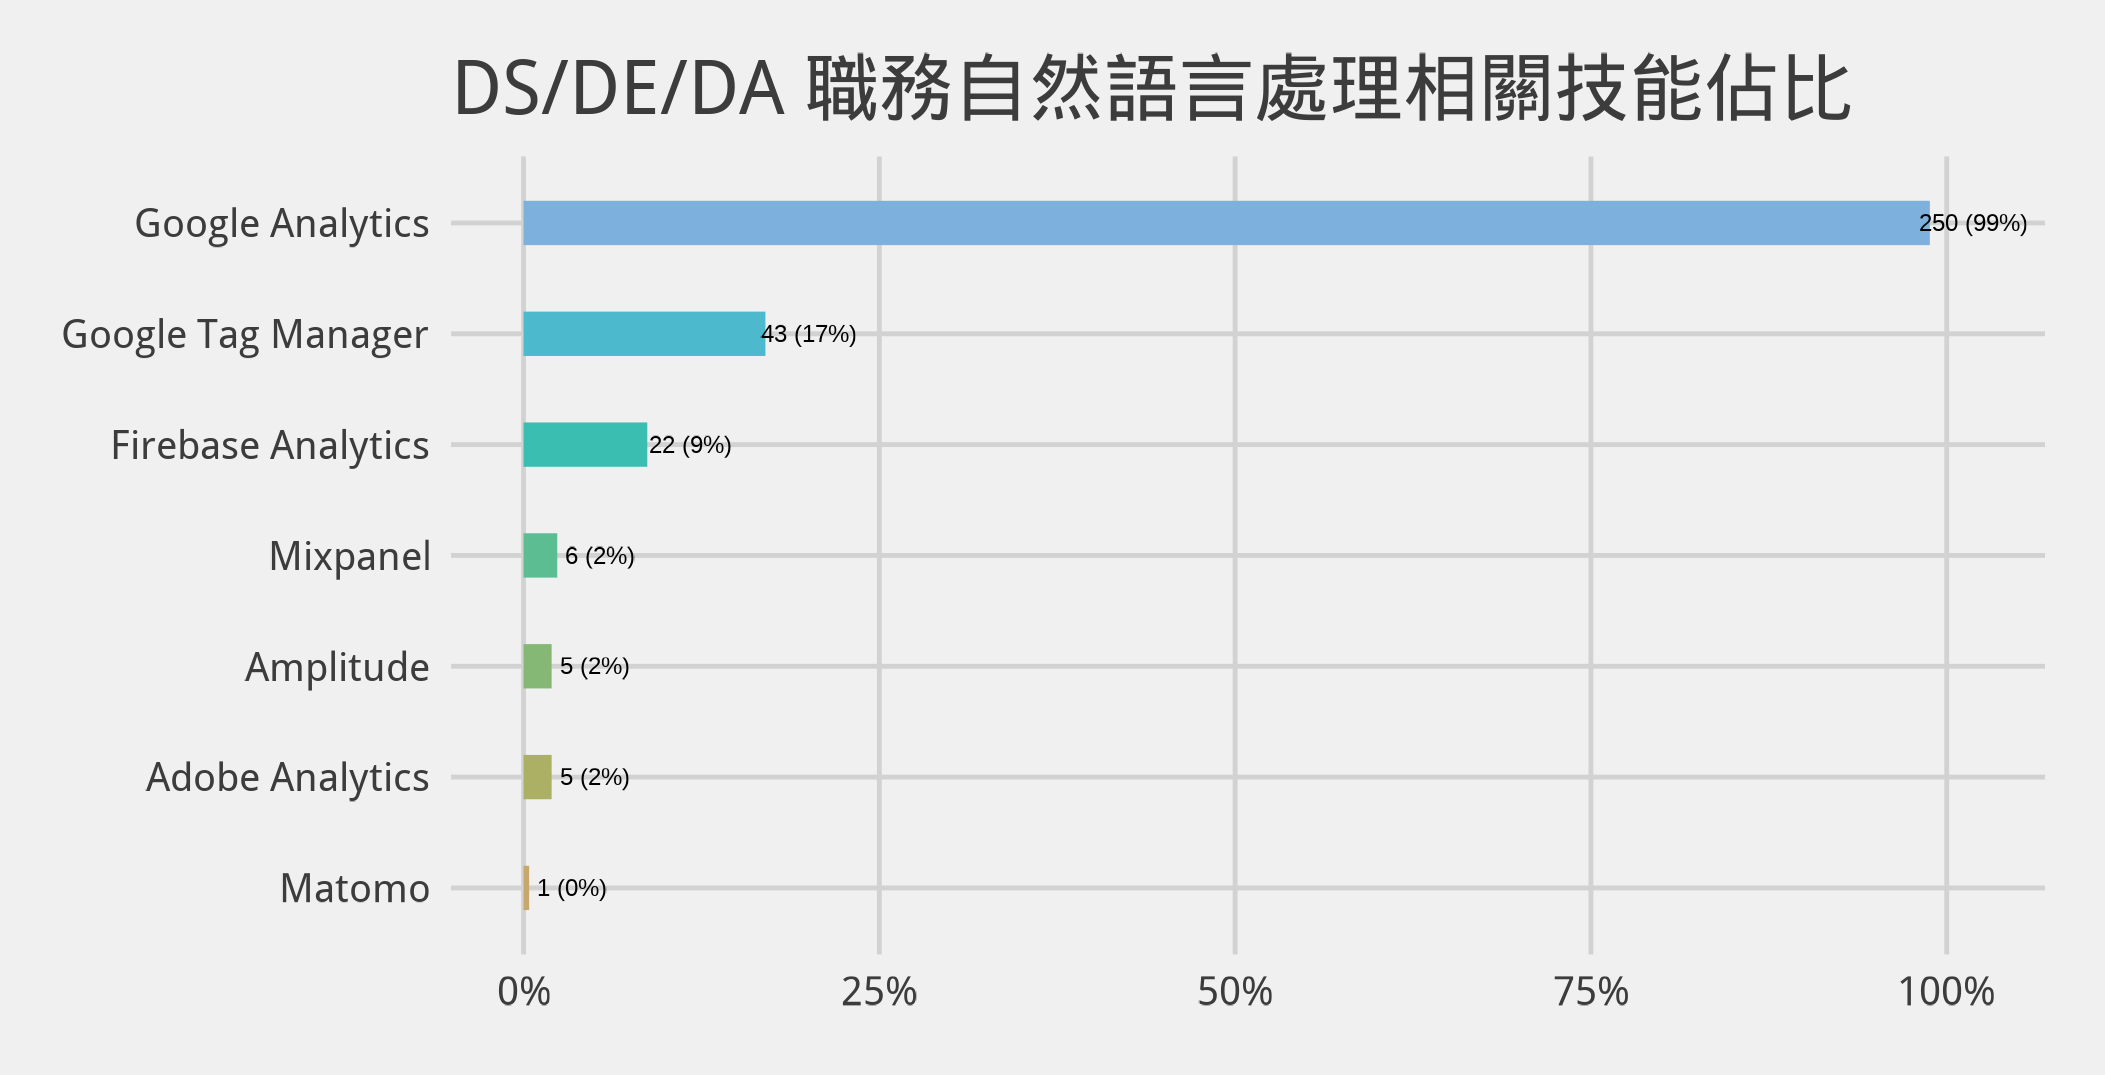 DS/DE/DA 職務自然語言處理相關技能佔比
Google Analytics 250 (99%)
Google Tag Manager 43 (17%)
Firebase Analytics 22 (9%)
Mixpanel 6 (2%)
Amplitude 5 (2%)
Adobe Analytics 5 (2%)
Matomo 1 (0%)
0% 25% 50% 75% 100%